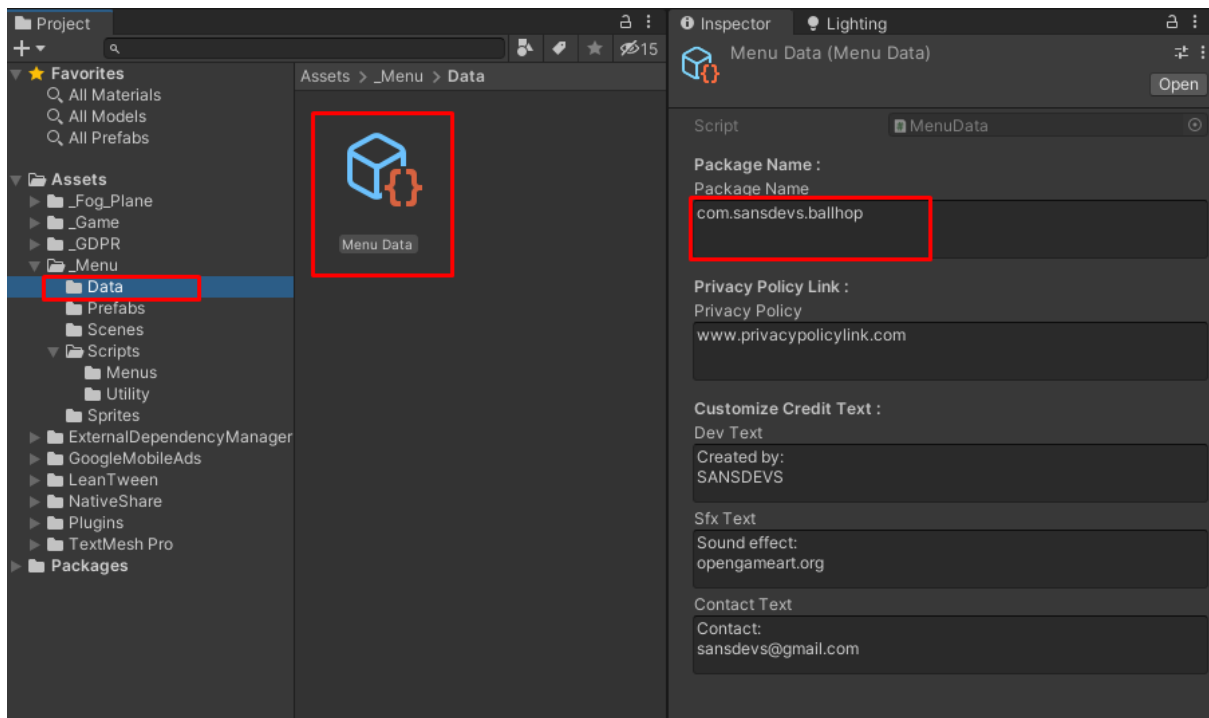 Project
15
Favorites
All Materials
All Models
All Prefabs
Assets
_Fog_Plane
_Game
_GDPR
_Menu
Data
Prefabs
Scenes
Scripts
Menus
Utility
Sprites
ExternalDependencyManager
GoogleMobileAds
LeanTween
NativeShare
Plugins
TextMesh Pro
Packages
Assets > _Menu > Data
Menu Data
Inspector
Lighting
Menu Data (Menu Data)
Open
Script
MenuData
Package Name :
Package Name
com.sansdevs.ballhop
Privacy Policy Link :
Privacy Policy
www.privacypolicylink.com
Customize Credit Text :
Dev Text
Created by:
SANSDEVS
Sfx Text
Sound effect:
opengameart.org
Contact Text
Contact:
sansdevs@gmail.com